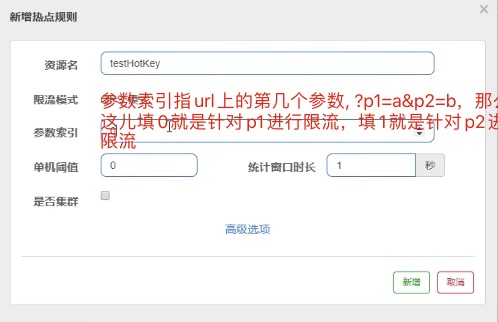 新增热点规则
资源名 testHotKey
限流模式
参数索引指url上的第几个参数, ?p1=a&p2=b，那
参数索引
这儿填0就是针对p1进行限流，填1就是针对p2进
限流
单机阈值 0 统计窗口时长 1 秒
是否集群
高级选项
新增 取消